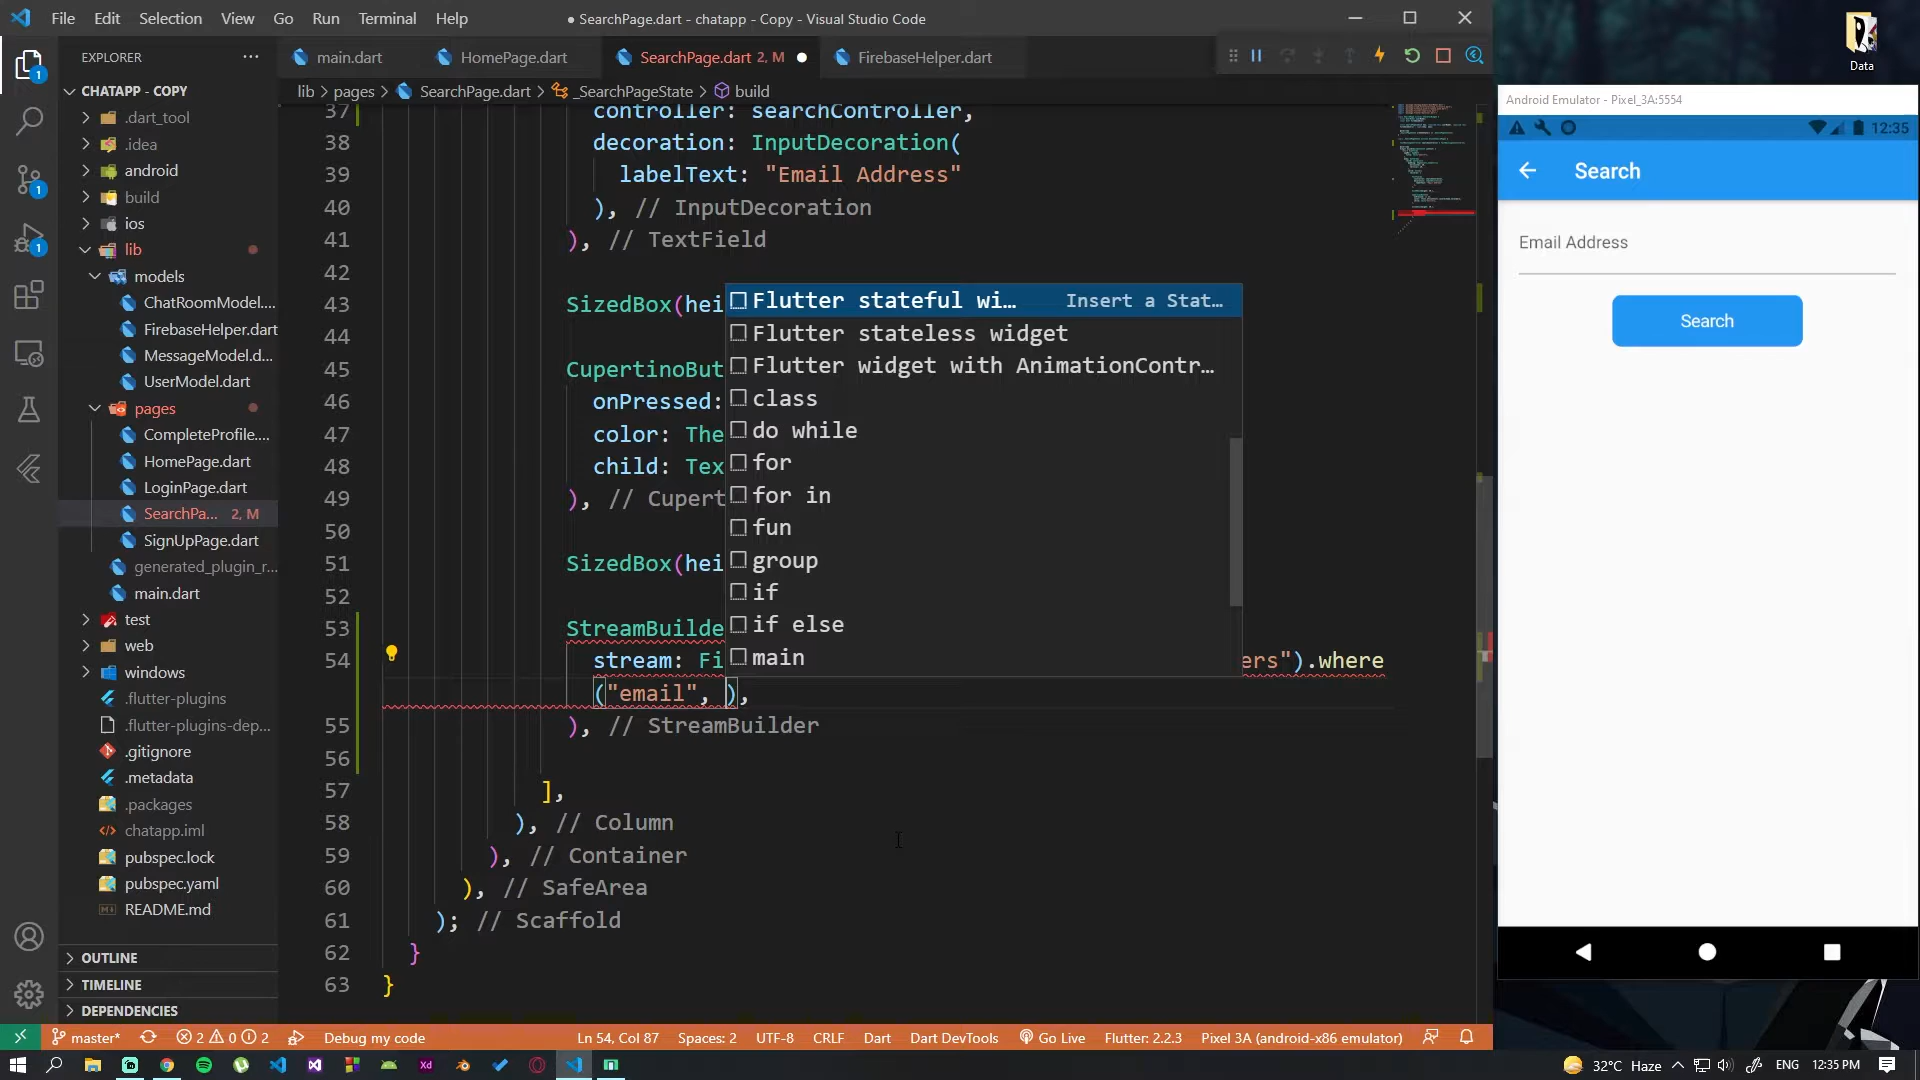 File Edit Selection View Go Run Terminal Help
● SearchPage.dart - chatapp - Copy - Visual Studio Code
EXPLORER
main.dart
HomePage.dart
SearchPage.dart 2, M
FirebaseHelper.dart
lib > pages > SearchPage.dart > _SearchPageState > build
CHATAPP - COPY
.dart_tool
.idea
android
build
ios
lib
models
ChatRoomModel....
FirebaseHelper.dart
MessageModel.d...
UserModel.dart
pages
CompleteProfile....
HomePage.dart
LoginPage.dart
SearchPa... 2, M
SignUpPage.dart
generated_plugin_r...
main.dart
test
web
windows
.flutter-plugins
.flutter-plugins-dep...
.gitignore
.metadata
.packages
chatapp.iml
pubspec.lock
pubspec.yaml
README.md
OUTLINE
TIMELINE
DEPENDENCIES
37 controller: searchController,
38 decoration: InputDecoration(
39 labelText: "Email Address"
40 ), // InputDecoration
41 ), // TextField
42
43 SizedBox(hei
44
45 CupertinoBut
46 onPressed:
47 color: The
48 child: Tex
49 ), // Cupert
50
51 SizedBox(hei
52
53 StreamBuilde
54 stream: Fi ers").where
("email", ),
55 ), // StreamBuilder
56
57 ],
58 ), // Column
59 ), // Container
60 ), // SafeArea
61 ); // Scaffold
62 }
63 }
Flutter stateful wi... Insert a Stat...
Flutter stateless widget
Flutter widget with AnimationContr...
class
do while
for
for in
fun
group
if
if else
main
Data
Android Emulator - Pixel_3A:5554
12:35
Search
Email Address
Search
1
1
1
master* 2 0 2 Debug my code Ln 54, Col 87 Spaces: 2 UTF-8 CRLF Dart Dart DevTools Go Live Flutter: 2.2.3 Pixel 3A (android-x86 emulator)
Xd
32°C Haze ENG 12:35 PM